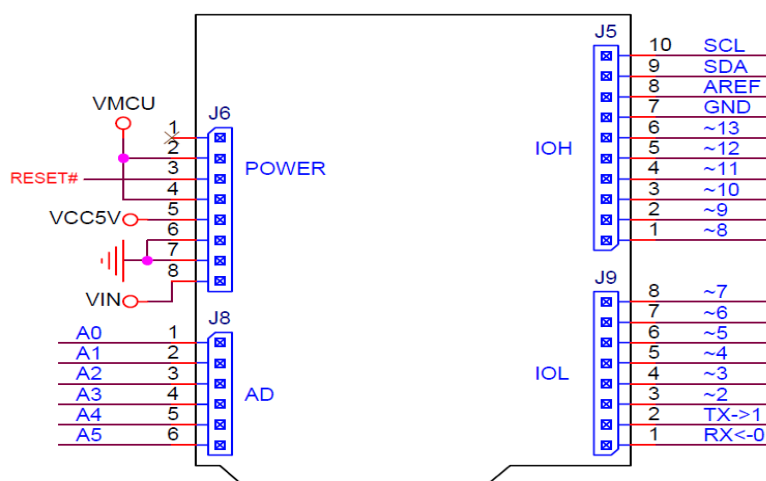 VMCU
J6
1
2
RESET# 3
4
VCC5V 5
6
7
VIN 8
POWER
J8
A0 1
A1 2
A2 3
A3 4
A4 5
A5 6
AD
J5
10 SCL
9 SDA
8 AREF
7 GND
6 ~13
5 ~12
4 ~11
3 ~10
2 ~9
1 ~8
IOH
J9
8 ~7
7 ~6
6 ~5
5 ~4
4 ~3
3 ~2
2 TX->1
1 RX<-0
IOL